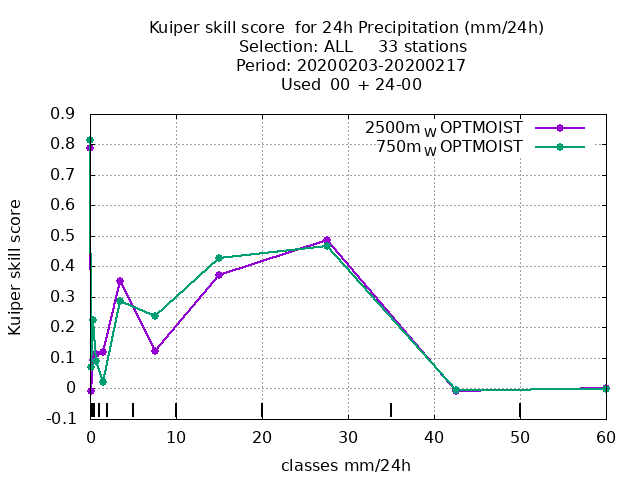 Kuiper skill score  for 24h Precipitation (mm/24h)
Selection: ALL     33 stations
Period: 20200203-20200217
Used  00 + 24-00
2500m_W OPTMOIST
750m_W OPTMOIST
0.9
0.8
0.7
0.6
0.5
0.4
0.3
0.2
0.1
0
-0.1
Kuiper skill score
0 10 20 30 40 50 60
classes mm/24h